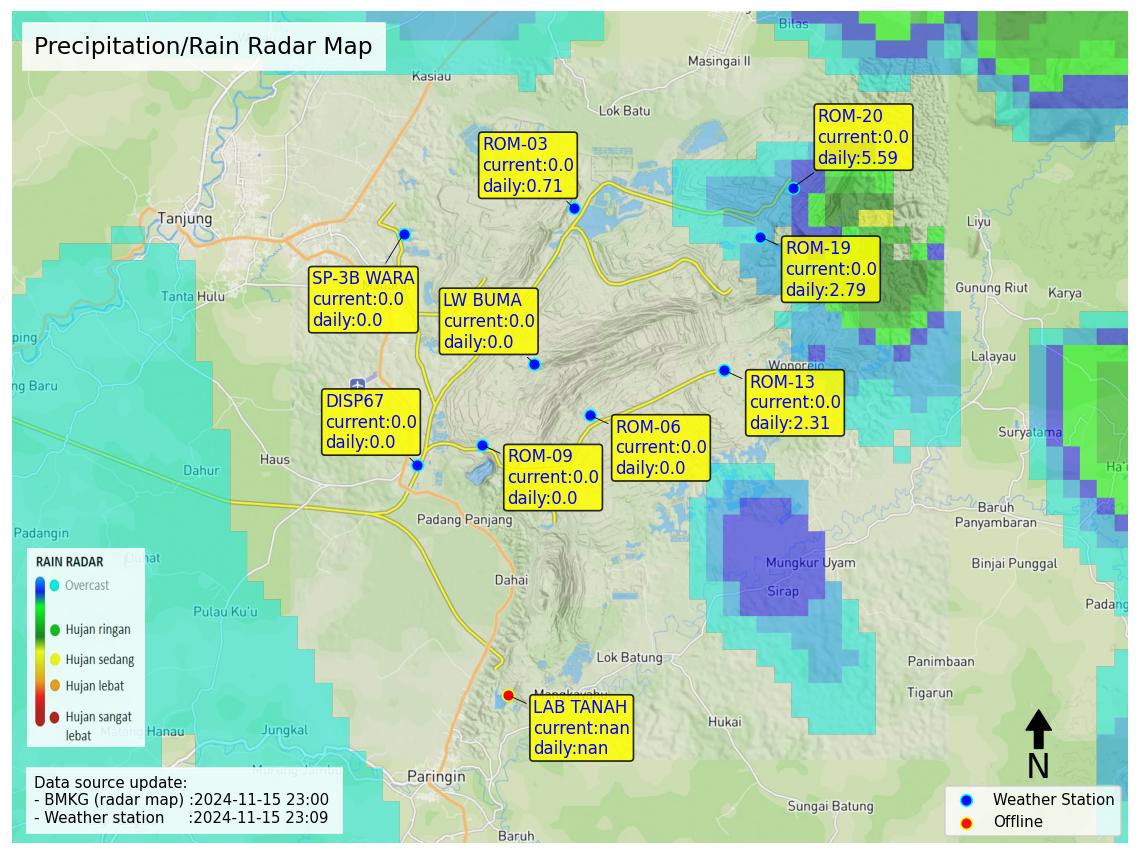 Precipitation/Rain Radar Map
Bilas
Masingai II
Kasiau
Lok Batu
ROM-20
current:0.0
daily:5.59
ROM-03
current:0.0
daily:0.71
Tanjung
Liyu
ROM-19
current:0.0
daily:2.79
SP-3B WARA
current:0.0
daily:0.0
Tanta Hulu
LW BUMA
current:0.0
daily:0.0
Gunung Riut
Karya
ping
Lalayau
Wonorejo
ng Baru
ROM-13
current:0.0
daily:2.31
DISP67
current:0.0
daily:0.0
ROM-06
current:0.0
daily:0.0
Suryatama
ROM-09
current:0.0
daily:0.0
Haus
Dahur
Ha'u
Baruh
Panyambaran
Padang Panjang
Padangin
RAIN RADAR
Overcast
Hujan ringan
Hujan sedang
Hujan lebat
Hujan sangat
lebat
Mungkur Uyam
Binjai Punggal
Dahai
Sirap
Pulau Ku'u
Padang
Lok Batung
Panimbaan
Tigarun
Mangkayahu
LAB TANAH
current:nan
daily:nan
Hukai
Hanau
Jungkal
Murung Jambu
Paringin
N
Data source update:
- BMKG (radar map) :2024-11-15 23:00
- Weather station :2024-11-15 23:09
Sungai Batung
Weather Station
Offline
Baruh